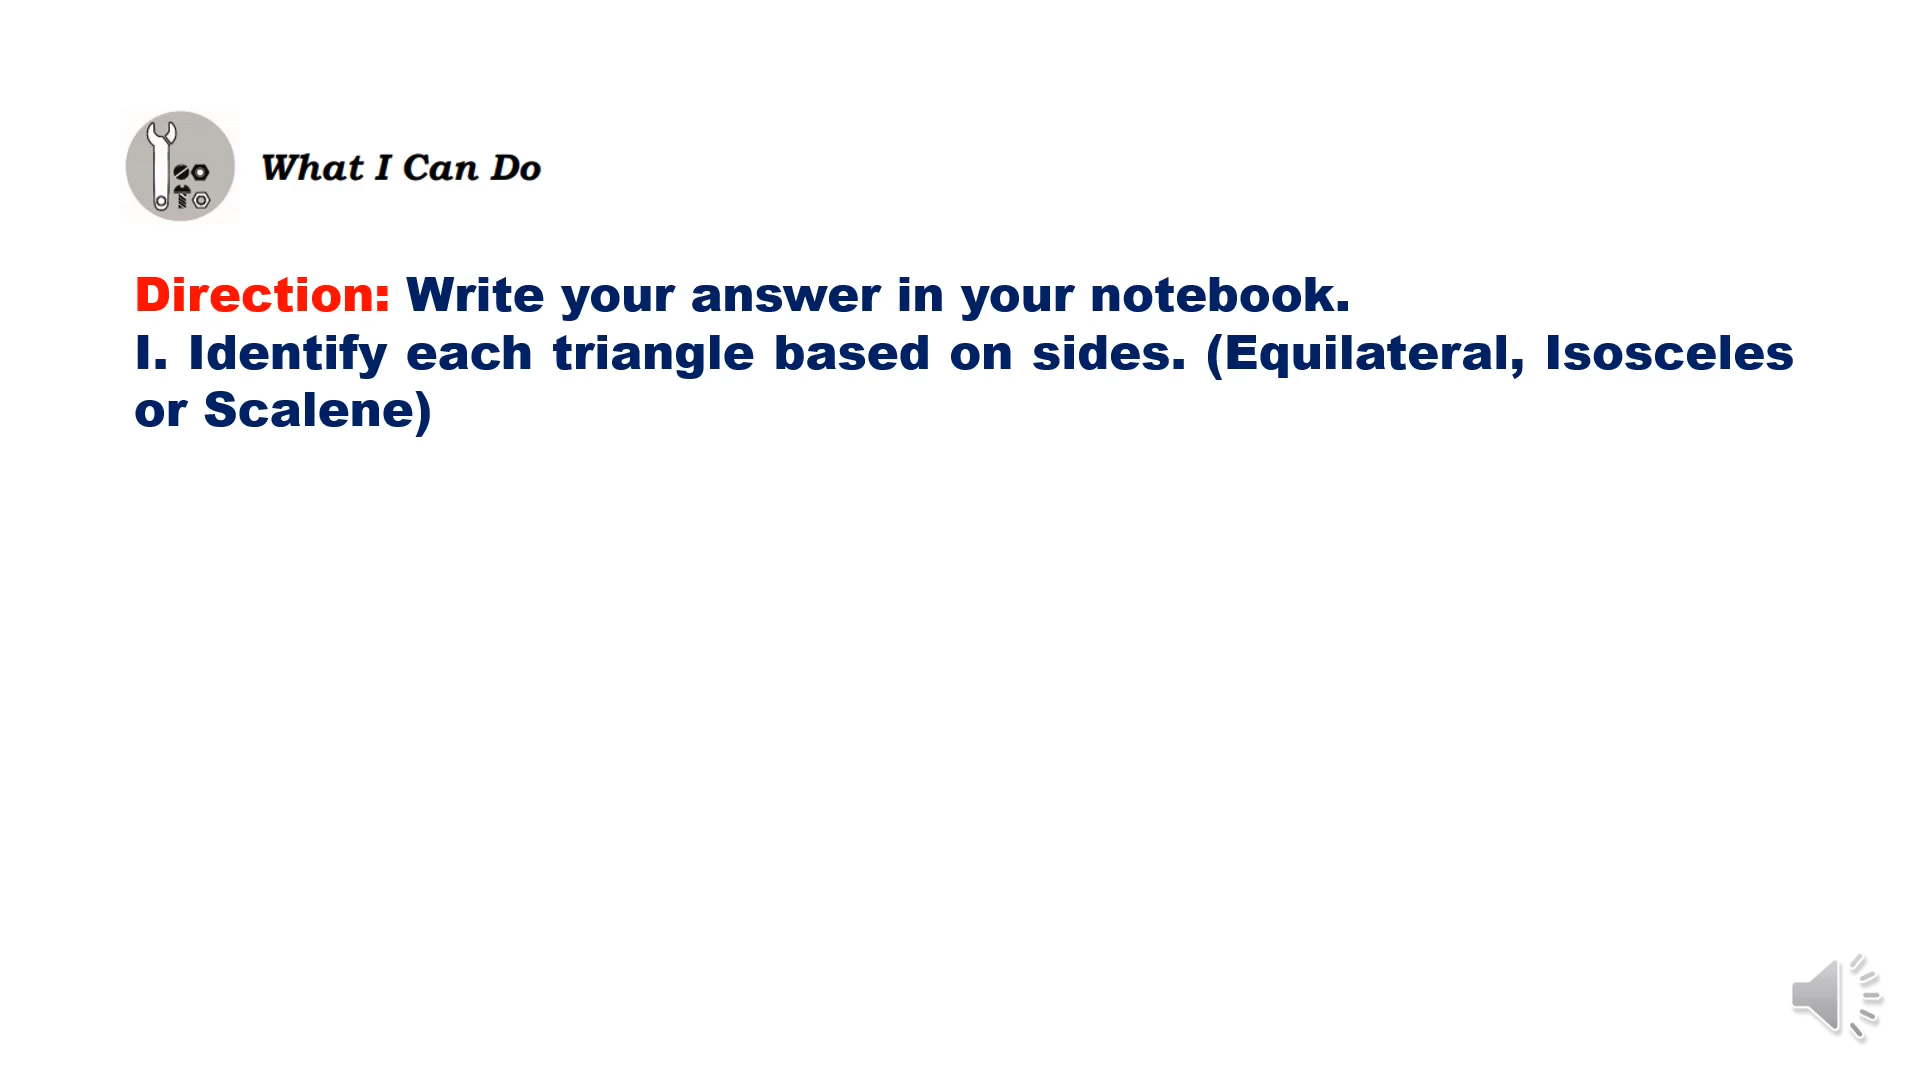 What I Can Do
Direction: Write your answer in your notebook.
I. Identify each triangle based on sides. (Equilateral, Isosceles
or Scalene)